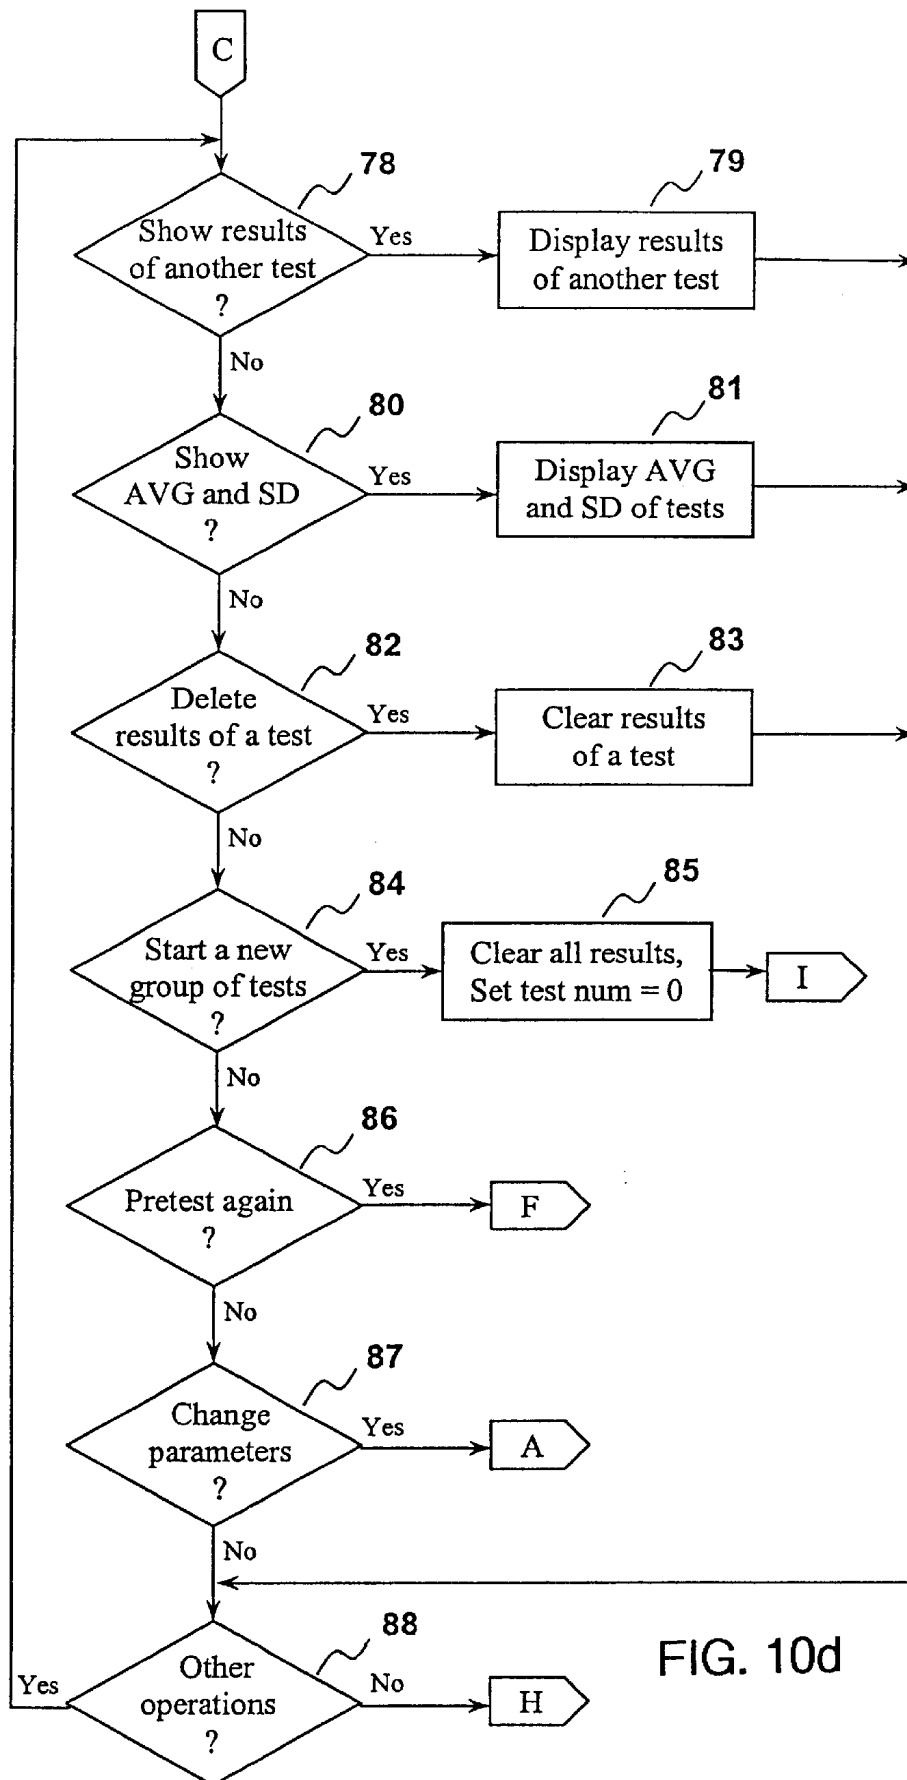 C
78
Show results
of another test
?
Yes
79
Display results
of another test
No
80
Show
AVG and SD
?
Yes
81
Display AVG
and SD of tests
No
82
Delete
results of a test
?
Yes
83
Clear results
of a test
No
84
Start a new
group of tests
?
Yes
85
Clear all results,
Set test num = 0
I
No
86
Pretest again
?
Yes
F
No
87
Change
parameters
?
Yes
A
No
88
Other
operations
?
Yes
No
H
FIG. 10d